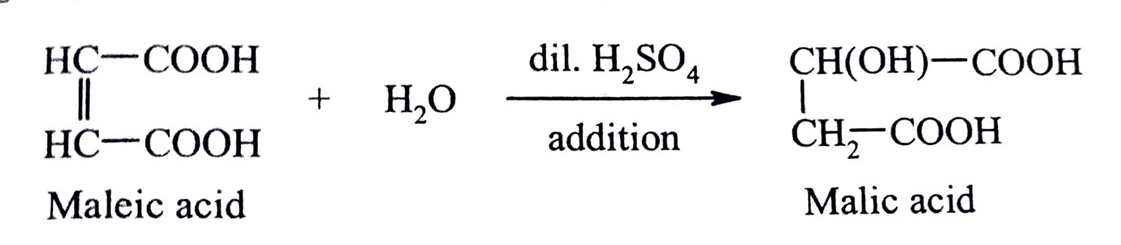 HC—COOH
||
HC—COOH
Maleic acid
+ H₂O
dil. H₂SO₄
addition
CH(OH)—COOH
|
CH₂—COOH
Malic acid